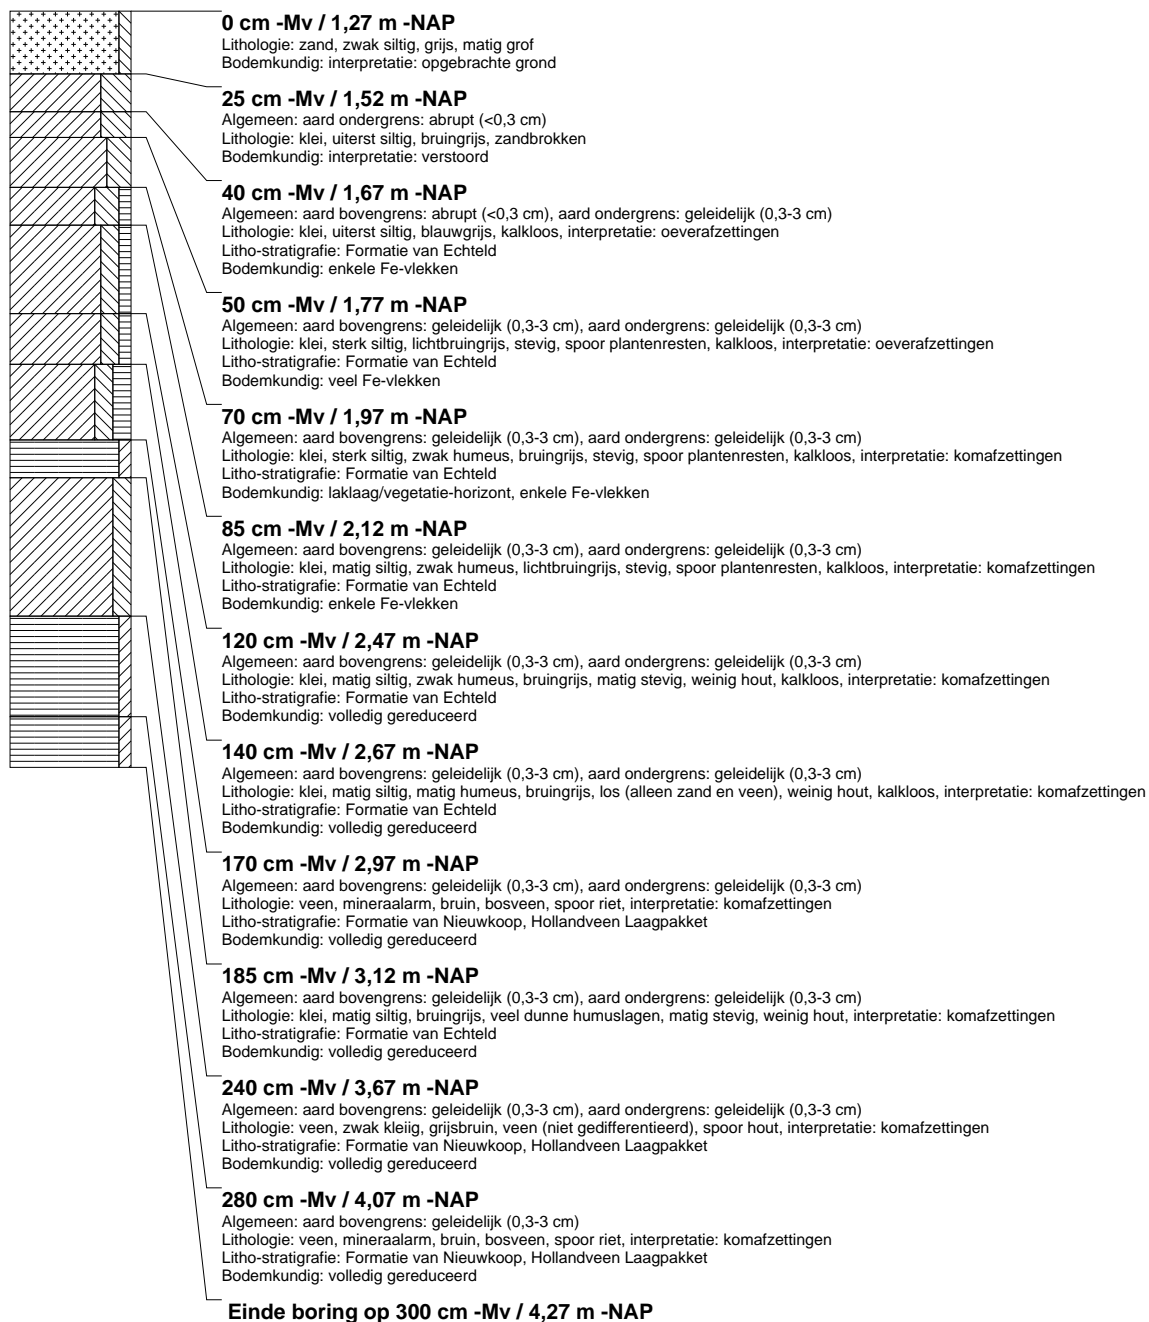 0 cm -Mv / 1,27 m -NAP
Lithologie: zand, zwak siltig, grijs, matig grof
Bodemkundig: interpretatie: opgebrachte grond
25 cm -Mv / 1,52 m -NAP
Algemeen: aard ondergrens: abrupt (<0,3 cm)
Lithologie: klei, uiterst siltig, bruingrijs, zandbrokken
Bodemkundig: interpretatie: verstoord
40 cm -Mv / 1,67 m -NAP
Algemeen: aard bovengrens: abrupt (<0,3 cm), aard ondergrens: geleidelijk (0,3-3 cm)
Lithologie: klei, uiterst siltig, blauwgrijs, kalkloos, interpretatie: oeverafzettingen
Litho-stratigrafie: Formatie van Echteld
Bodemkundig: enkele Fe-vlekken
50 cm -Mv / 1,77 m -NAP
Algemeen: aard bovengrens: geleidelijk (0,3-3 cm), aard ondergrens: geleidelijk (0,3-3 cm)
Lithologie: klei, sterk siltig, lichtbruingrijs, stevig, spoor plantenresten, kalkloos, interpretatie: oeverafzettingen
Litho-stratigrafie: Formatie van Echteld
Bodemkundig: veel Fe-vlekken
70 cm -Mv / 1,97 m -NAP
Algemeen: aard bovengrens: geleidelijk (0,3-3 cm), aard ondergrens: geleidelijk (0,3-3 cm)
Lithologie: klei, sterk siltig, zwak humeus, bruingrijs, stevig, spoor plantenresten, kalkloos, interpretatie: komafzettingen
Litho-stratigrafie: Formatie van Echteld
Bodemkundig: laklaag/vegetatie-horizont, enkele Fe-vlekken
85 cm -Mv / 2,12 m -NAP
Algemeen: aard bovengrens: geleidelijk (0,3-3 cm), aard ondergrens: geleidelijk (0,3-3 cm)
Lithologie: klei, matig siltig, zwak humeus, lichtbruingrijs, stevig, spoor plantenresten, kalkloos, interpretatie: komafzettingen
Litho-stratigrafie: Formatie van Echteld
Bodemkundig: enkele Fe-vlekken
120 cm -Mv / 2,47 m -NAP
Algemeen: aard bovengrens: geleidelijk (0,3-3 cm), aard ondergrens: geleidelijk (0,3-3 cm)
Lithologie: klei, matig siltig, zwak humeus, bruingrijs, matig stevig, weinig hout, kalkloos, interpretatie: komafzettingen
Litho-stratigrafie: Formatie van Echteld
Bodemkundig: volledig gereduceerd
140 cm -Mv / 2,67 m -NAP
Algemeen: aard bovengrens: geleidelijk (0,3-3 cm), aard ondergrens: geleidelijk (0,3-3 cm)
Lithologie: klei, matig siltig, matig humeus, bruingrijs, los (alleen zand en veen), weinig hout, kalkloos, interpretatie: komafzettingen
Litho-stratigrafie: Formatie van Echteld
Bodemkundig: volledig gereduceerd
170 cm -Mv / 2,97 m -NAP
Algemeen: aard bovengrens: geleidelijk (0,3-3 cm), aard ondergrens: geleidelijk (0,3-3 cm)
Lithologie: veen, mineraalarm, bruin, bosveen, spoor riet, interpretatie: komafzettingen
Litho-stratigrafie: Formatie van Nieuwkoop, Hollandveen Laagpakket
Bodemkundig: volledig gereduceerd
185 cm -Mv / 3,12 m -NAP
Algemeen: aard bovengrens: geleidelijk (0,3-3 cm), aard ondergrens: geleidelijk (0,3-3 cm)
Lithologie: klei, matig siltig, bruingrijs, veel dunne humuslagen, matig stevig, weinig hout, interpretatie: komafzettingen
Litho-stratigrafie: Formatie van Echteld
Bodemkundig: volledig gereduceerd
240 cm -Mv / 3,67 m -NAP
Algemeen: aard bovengrens: geleidelijk (0,3-3 cm), aard ondergrens: geleidelijk (0,3-3 cm)
Lithologie: veen, zwak kleiig, grijsbruin, veen (niet gedifferentieerd), spoor hout, interpretatie: komafzettingen
Litho-stratigrafie: Formatie van Nieuwkoop, Hollandveen Laagpakket
Bodemkundig: volledig gereduceerd
280 cm -Mv / 4,07 m -NAP
Algemeen: aard bovengrens: geleidelijk (0,3-3 cm)
Lithologie: veen, mineraalarm, bruin, bosveen, spoor riet, interpretatie: komafzettingen
Litho-stratigrafie: Formatie van Nieuwkoop, Hollandveen Laagpakket
Bodemkundig: volledig gereduceerd
Einde boring op 300 cm -Mv / 4,27 m -NAP